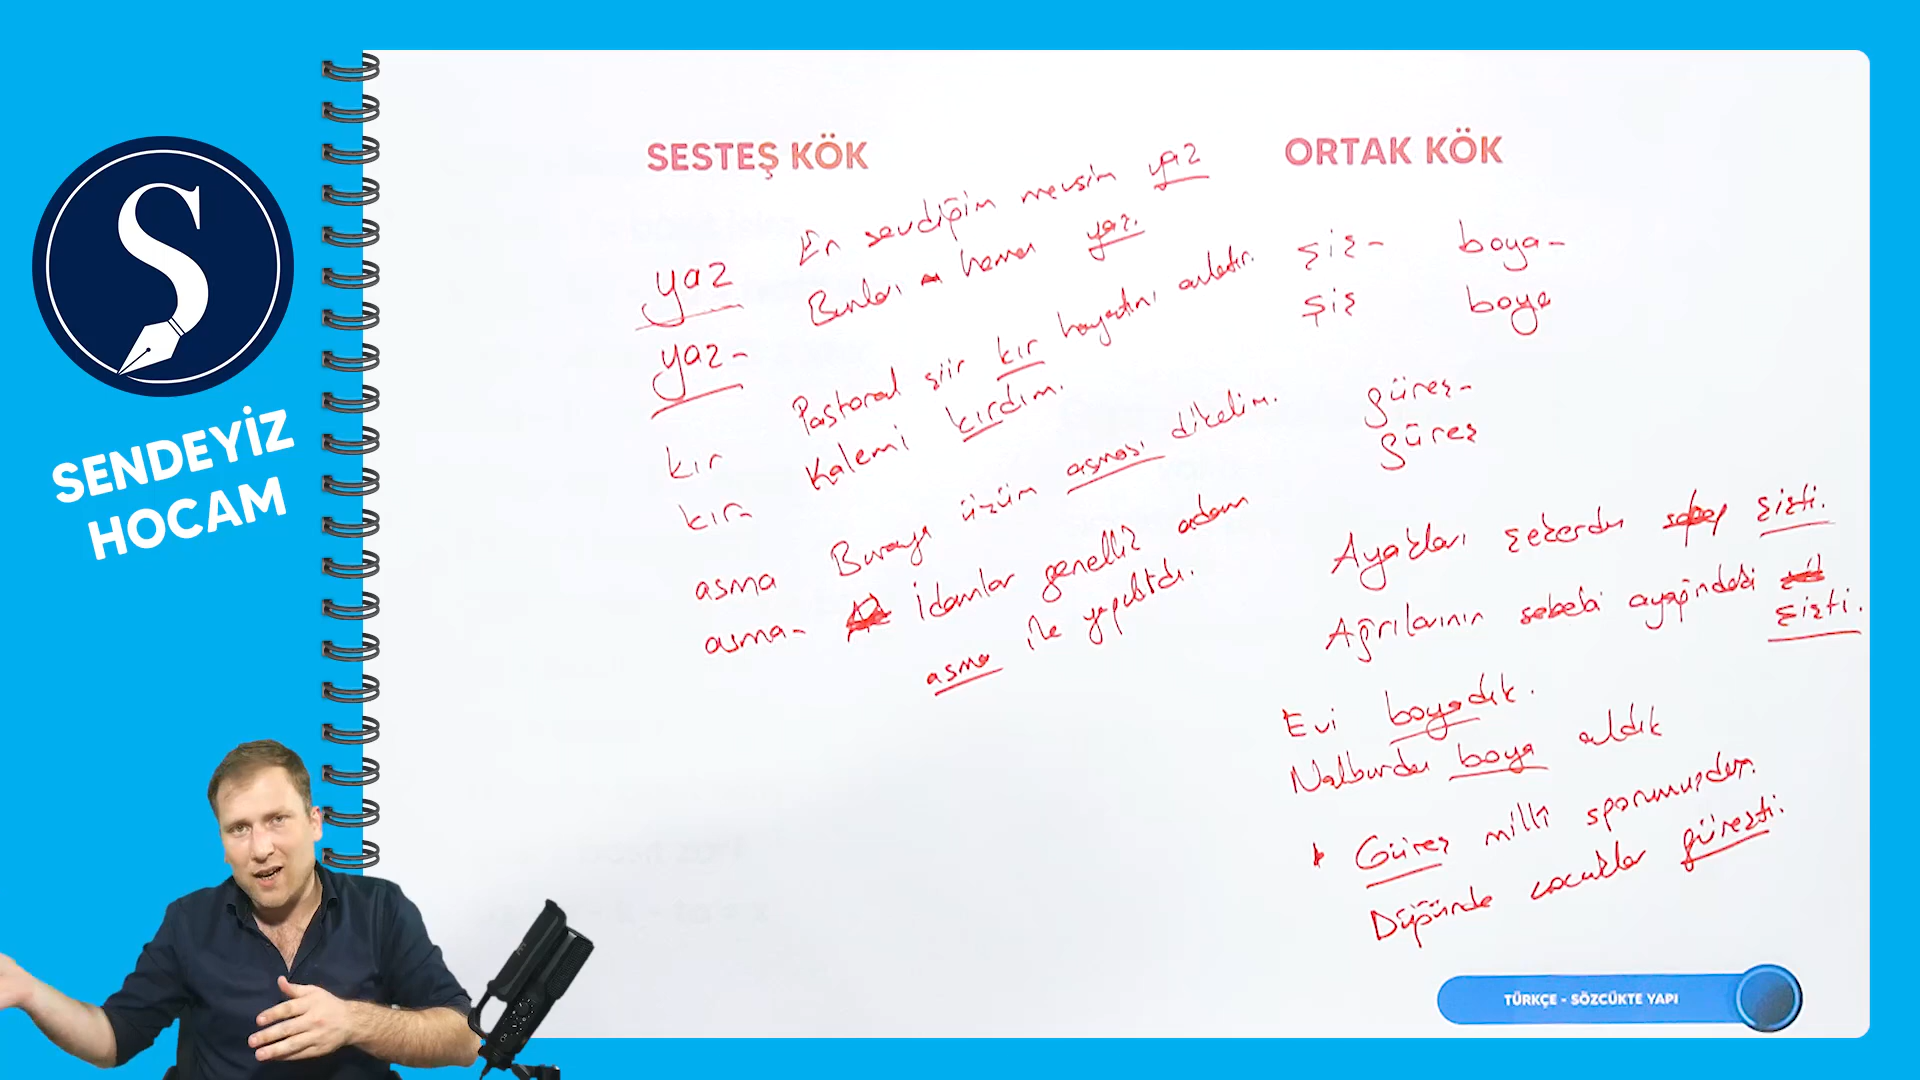 SENDEYİZ
HOCAM
SESTEŞ KÖK
yaz En sevdiğim mevsim yaz
yaz- Bunları hemen yaz.
kır Pastoral şiir kır hayatını anlatır.
kır- Kalemi kırdım.
asma Buraya üzüm asması dikelim.
asma- İdamlar genellik adam
asma ile yapılırdı.
ORTAK KÖK
şiş- boya-
şiş boya
güreş-
güreş
Ayakları şekerden şişti.
Ağrılarının sebebi ayağındaki
şişti.
Evi boyadık.
Nalburdan boya aldık
Güreş milli sporumuzdur.
Düğünde çocuklar güreşti.
TÜRKÇE - SÖZCÜKTE YAPI